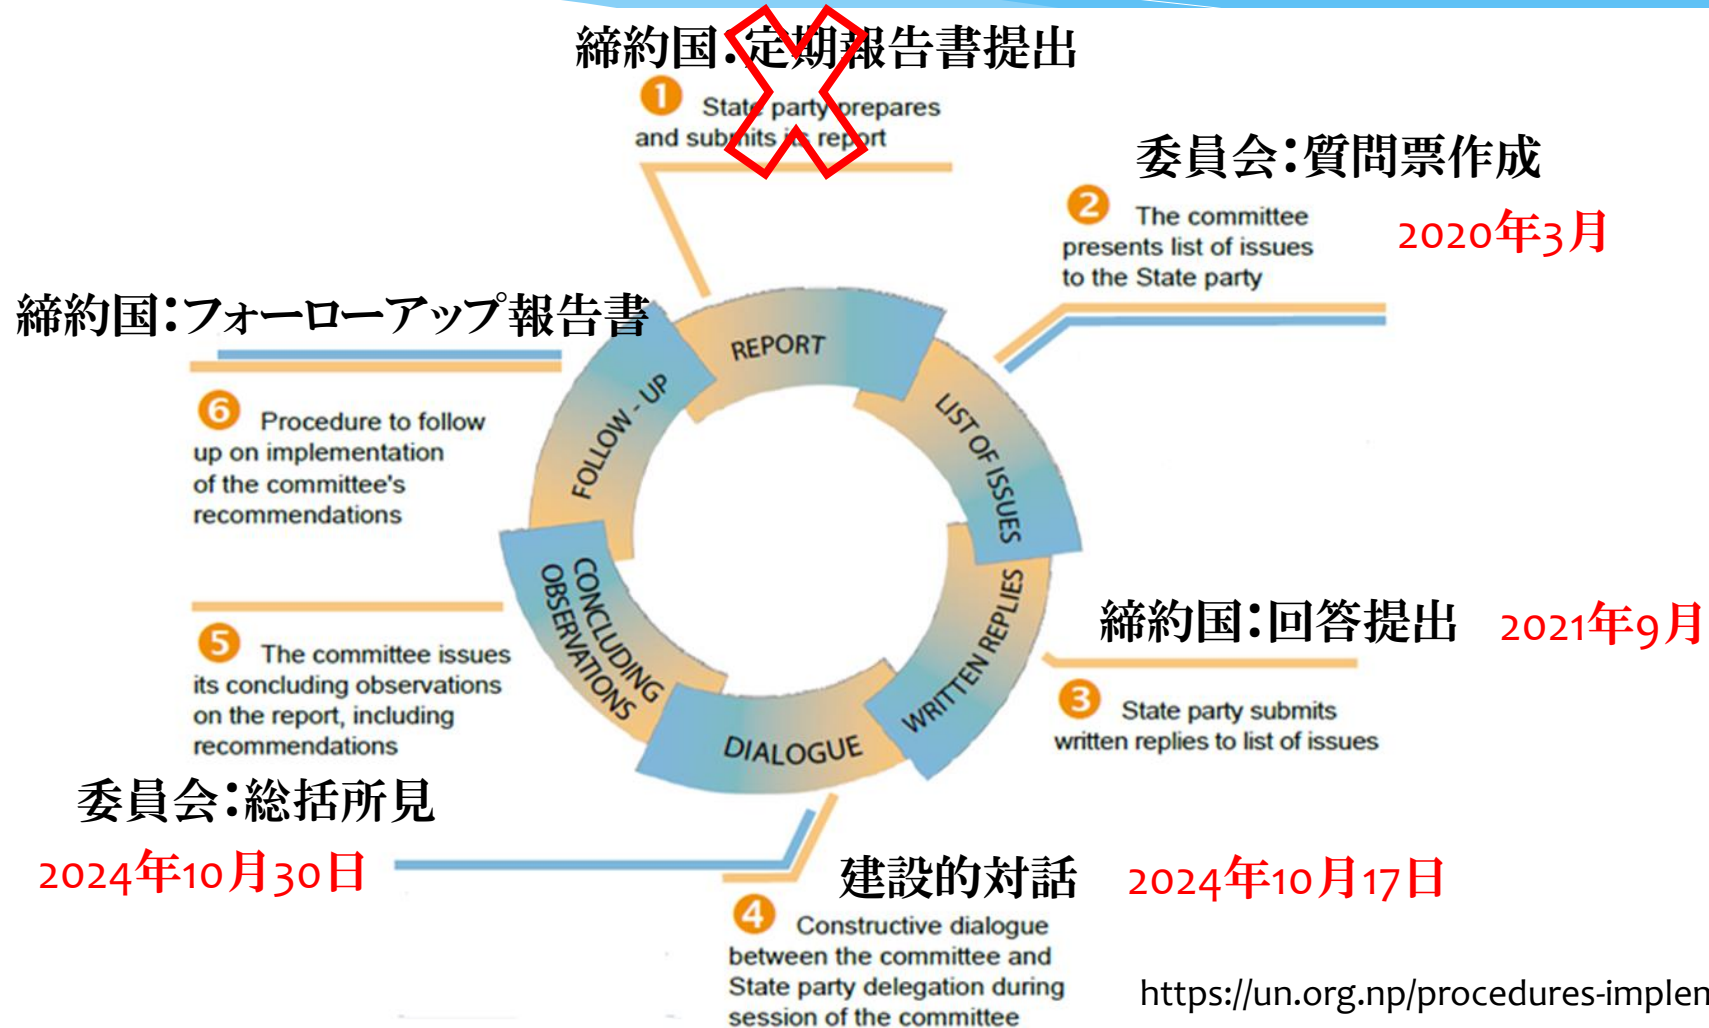 締約国：定期報告書提出
1 State party prepares
and submits its report
委員会：質問票作成
2 The committee
presents list of issues
to the State party
2020年3月
締約国：フォーローアップ報告書
6 Procedure to follow
up on implementation
of the committee's
recommendations
REPORT
LIST OF ISSUES
WRITTEN REPLIES
DIALOGUE
CONCLUDING
OBSERVATIONS
FOLLOW - UP
締約国：回答提出 2021年9月
3 State party submits
written replies to list of issues
5 The committee issues
its concluding observations
on the report, including
recommendations
委員会：総括所見
2024年10月30日
建設的対話 2024年10月17日
4 Constructive dialogue
between the committee and
State party delegation during
session of the committee
https://un.org.np/procedures-implen